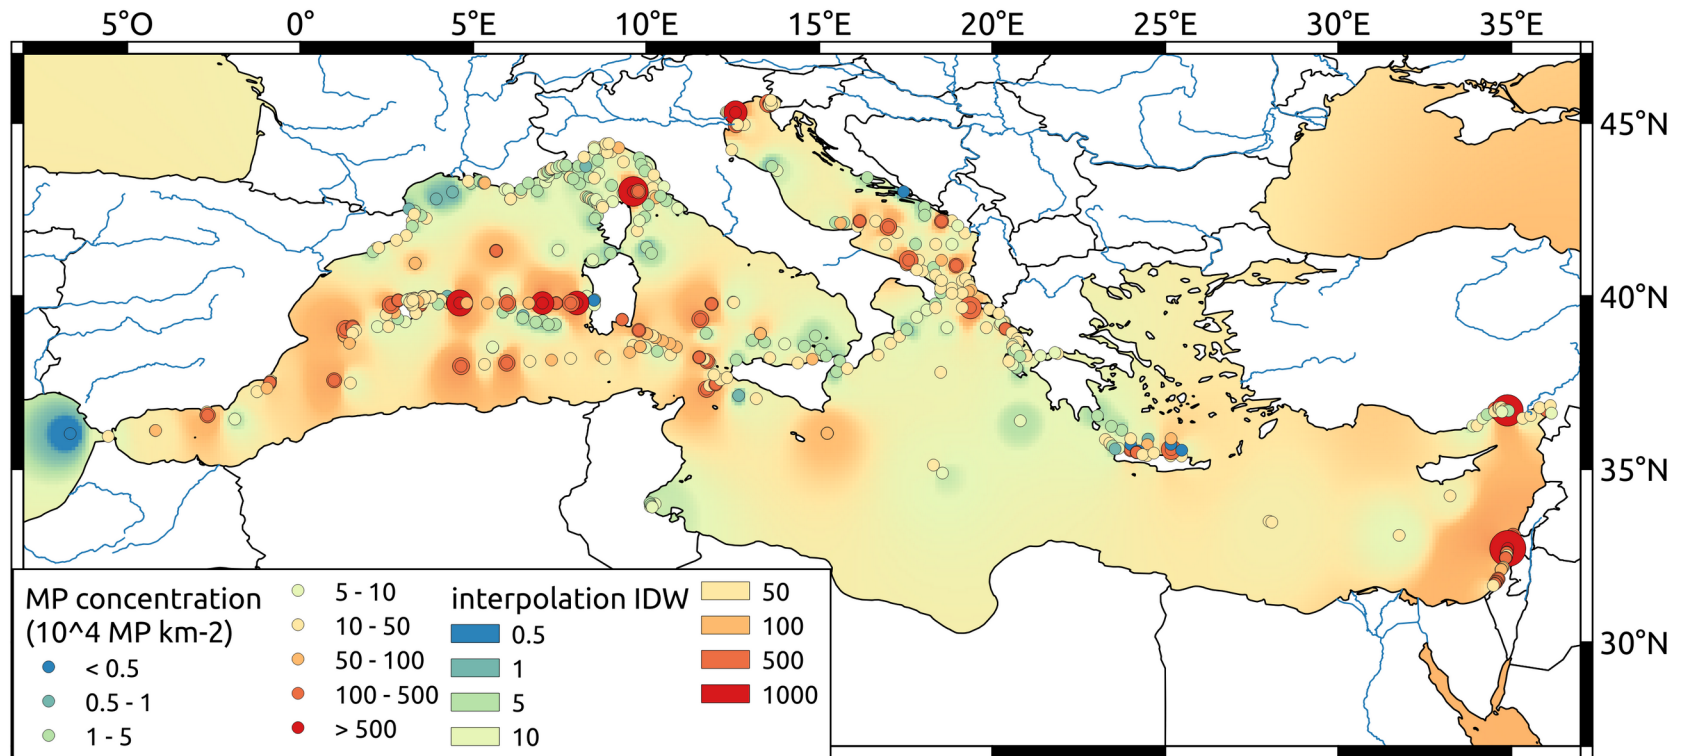 5°O 0° 5°E 10°E 15°E 20°E 25°E 30°E 35°E
45°N
40°N
35°N
30°N
MP concentration
(10^4 MP km-2)
< 0.5
0.5 - 1
1 - 5
5 - 10
10 - 50
50 - 100
100 - 500
> 500
interpolation IDW
0.5
1
5
10
50
100
500
1000